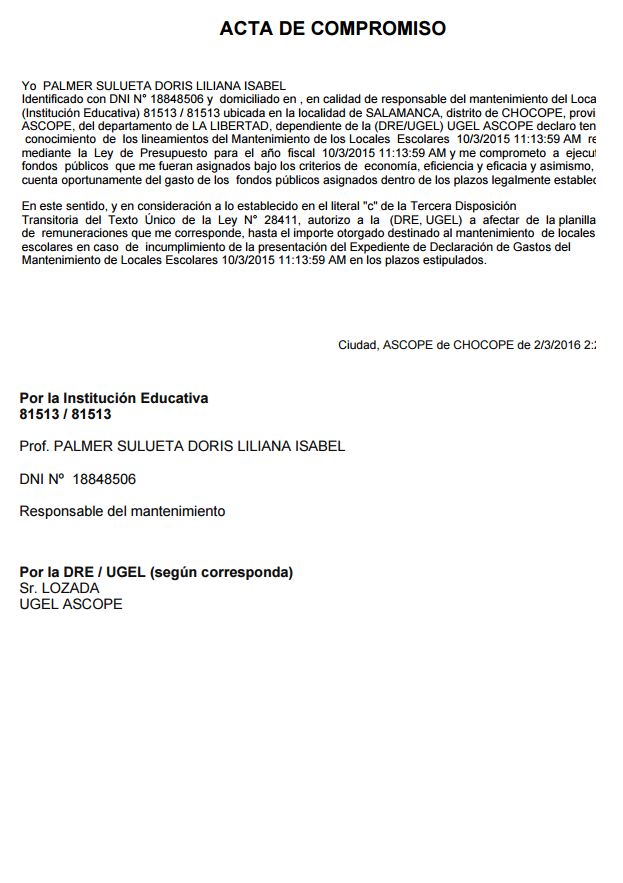 ACTA DE COMPROMISO
Yo PALMER SULUETA DORIS LILIANA ISABEL
Identificado con DNI N° 18848506 y domiciliado en , en calidad de responsable del mantenimiento del Loca
(Institución Educativa) 81513 / 81513 ubicada en la localidad de SALAMANCA, distrito de CHOCOPE, provi
ASCOPE, del departamento de LA LIBERTAD, dependiente de la (DRE/UGEL) UGEL ASCOPE declaro ten
conocimiento de los lineamientos del Mantenimiento de los Locales Escolares 10/3/2015 11:13:59 AM re
mediante la Ley de Presupuesto para el año fiscal 10/3/2015 11:13:59 AM y me comprometo a ejecut
fondos públicos que me fueran asignados bajo los criterios de economía, eficiencia y eficacia y asimismo,
cuenta oportunamente del gasto de los fondos públicos asignados dentro de los plazos legalmente establec
En este sentido, y en consideración a lo establecido en el literal "c" de la Tercera Disposición
Transitoria del Texto Único de la Ley N° 28411, autorizo a la (DRE, UGEL) a afectar de la planilla
de remuneraciones que me corresponde, hasta el importe otorgado destinado al mantenimiento de locales
escolares en caso de incumplimiento de la presentación del Expediente de Declaración de Gastos del
Mantenimiento de Locales Escolares 10/3/2015 11:13:59 AM en los plazos estipulados.
Ciudad, ASCOPE de CHOCOPE de 2/3/2016 2:2
Por la Institución Educativa
81513 / 81513
Prof. PALMER SULUETA DORIS LILIANA ISABEL
DNI Nº 18848506
Responsable del mantenimiento
Por la DRE / UGEL (según corresponda)
Sr. LOZADA
UGEL ASCOPE